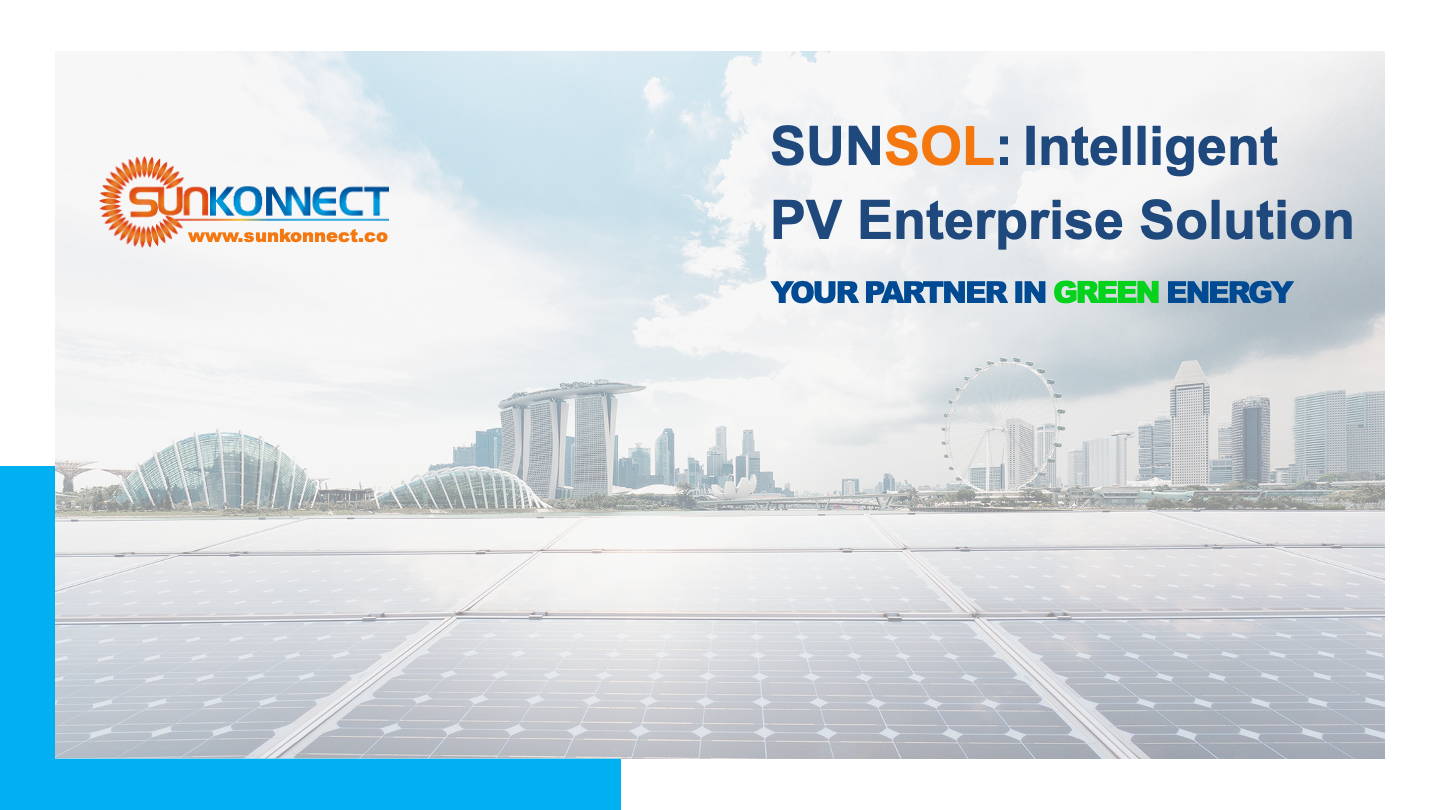 SUNKONNECT
www.sunkonnect.co
SUNSOL: Intelligent
PV Enterprise Solution
YOUR PARTNER IN GREEN ENERGY